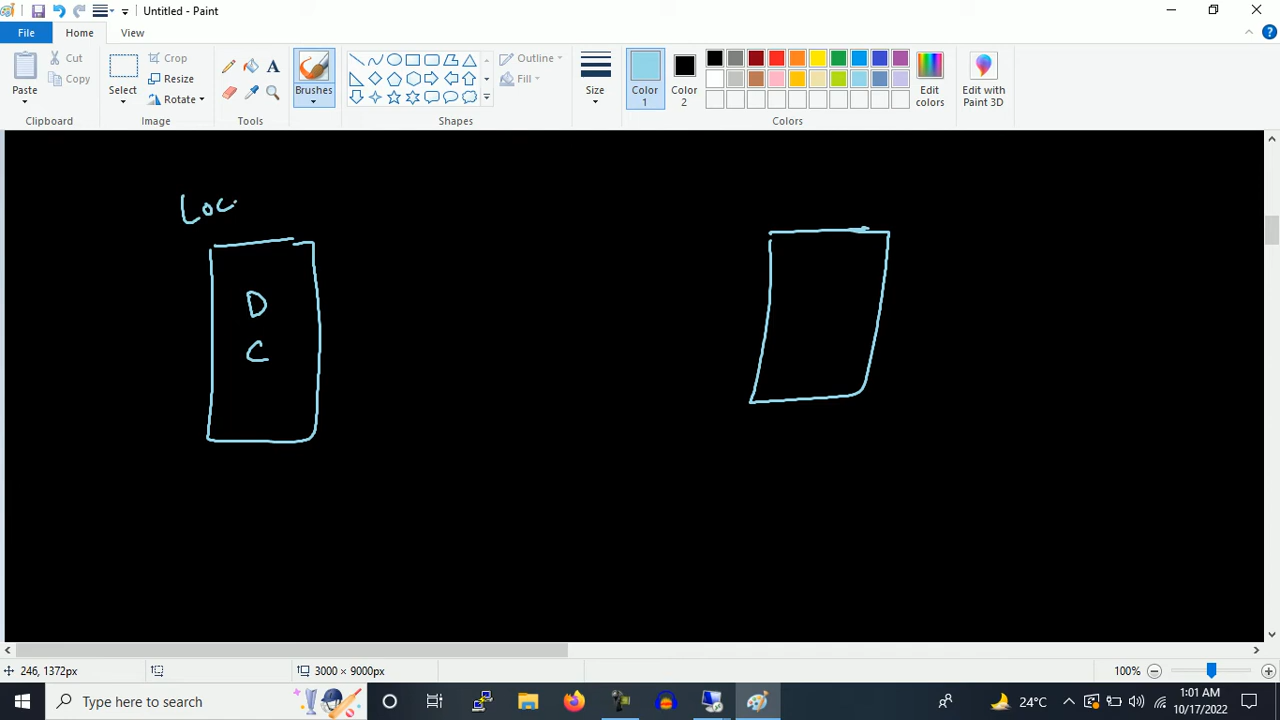 Untitled - Paint
File
Home
View
Paste
Cut
Copy
Clipboard
Select
Crop
Resize
Rotate
Image
Tools
Brushes
Shapes
Outline
Fill
Size
Color 1
Color 2
Colors
Edit colors
Edit with Paint 3D
Loc
D
C
246, 1372px
3000 × 9000px
100%
Type here to search
24°C
1:01 AM
10/17/2022